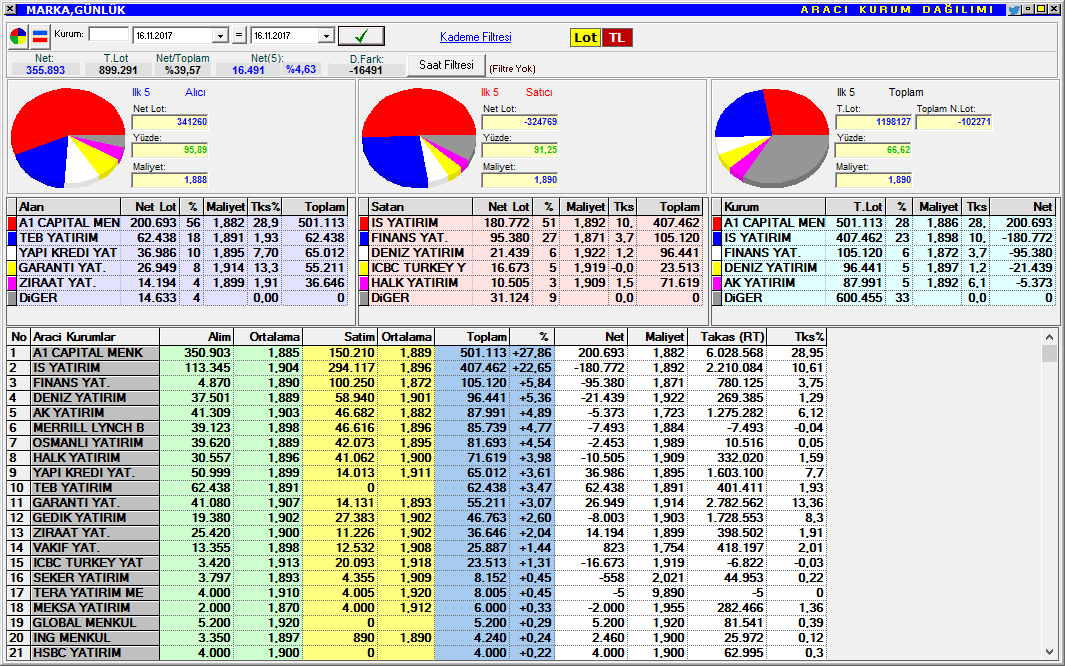 MARKA,GÜNLÜK ARACI KURUM DAĞILIMI
Kurum: 16.11.2017 = 16.11.2017 Kademe Filtresi Lot TL
Net: T.Lot Net/Toplam Net(5): D.Fark: Saat Filtresi (Filtre Yok)
355.893 899.291 %39,57 16.491 %4,63 -16491
Ilk 5 Alıcı
Net Lot:
341260
Yüzde:
95,89
Maliyet:
1,888
Ilk 5 Satıcı
Net Lot:
-324769
Yüzde:
91,25
Maliyet:
1,890
Ilk 5 Toplam
T.Lot: Toplam N.Lot:
1198127 -102271
Yüzde:
66,62
Maliyet:
1,890
Alan Net Lot % Maliyet Tks% Toplam
A1 CAPITAL MEN 200.693 56 1,882 28,9 501.113
TEB YATIRIM 62.438 18 1,891 1,93 62.438
YAPI KREDI YAT 36.986 10 1,895 7,70 65.012
GARANTI YAT. 26.949 8 1,914 13,3 55.211
ZIRAAT YAT. 14.194 4 1,899 1,91 36.646
DiGER 14.633 4 0,00 0
Satan Net Lot % Maliyet Tks Toplam
IS YATIRIM 180.772 51 1,892 10, 407.462
FINANS YAT. 95.380 27 1,871 3,7 105.120
DENIZ YATIRIM 21.439 6 1,922 1,2 96.441
ICBC TURKEY Y 16.673 5 1,919 -0,0 23.513
HALK YATIRIM 10.505 3 1,909 1,5 71.619
DiGER 31.124 9 0,0 0
Kurum T.Lot % Maliyet Tks Net
A1 CAPITAL MEN 501.113 28 1,886 28, 200.693
IS YATIRIM 407.462 23 1,898 10, -180.772
FINANS YAT. 105.120 6 1,872 3,7 -95.380
DENIZ YATIRIM 96.441 5 1,897 1,2 -21.439
AK YATIRIM 87.991 5 1,892 6,1 -5.373
DiGER 600.455 33 0,0 0
No Araci Kurumlar Alim Ortalama Satim Ortalama Toplam % Net Maliyet Takas (RT) Tks%
1 A1 CAPITAL MENK 350.903 1,885 150.210 1,889 501.113 +27,86 200.693 1,882 6.028.568 28,95
2 IS YATIRIM 113.345 1,904 294.117 1,896 407.462 +22,65 -180.772 1,892 2.210.084 10,61
3 FINANS YAT. 4.870 1,890 100.250 1,872 105.120 +5,84 -95.380 1,871 780.125 3,75
4 DENIZ YATIRIM 37.501 1,889 58.940 1,901 96.441 +5,36 -21.439 1,922 269.385 1,29
5 AK YATIRIM 41.309 1,903 46.682 1,882 87.991 +4,89 -5.373 1,723 1.275.282 6,12
6 MERRILL LYNCH B 39.123 1,898 46.616 1,896 85.739 +4,77 -7.493 1,884 -7.493 -0,04
7 OSMANLI YATIRIM 39.620 1,889 42.073 1,895 81.693 +4,54 -2.453 1,989 10.516 0,05
8 HALK YATIRIM 30.557 1,896 41.062 1,900 71.619 +3,98 -10.505 1,909 332.020 1,59
9 YAPI KREDI YAT. 50.999 1,899 14.013 1,911 65.012 +3,61 36.986 1,895 1.603.100 7,7
10 TEB YATIRIM 62.438 1,891 0 62.438 +3,47 62.438 1,891 401.411 1,93
11 GARANTI YAT. 41.080 1,907 14.131 1,893 55.211 +3,07 26.949 1,914 2.782.562 13,36
12 GEDIK YATIRIM 19.380 1,902 27.383 1,902 46.763 +2,60 -8.003 1,903 1.728.553 8,3
13 ZIRAAT YAT. 25.420 1,900 11.226 1,902 36.646 +2,04 14.194 1,899 398.502 1,91
14 VAKIF YAT. 13.355 1,898 12.532 1,908 25.887 +1,44 823 1,754 418.197 2,01
15 ICBC TURKEY YAT 3.420 1,913 20.093 1,918 23.513 +1,31 -16.673 1,919 -6.822 -0,03
16 SEKER YATIRIM 3.797 1,893 4.355 1,909 8.152 +0,45 -558 2,021 44.953 0,22
17 TERA YATIRIM ME 4.000 1,910 4.005 1,920 8.005 +0,45 -5 9,890 -5 0
18 MEKSA YATIRIM 2.000 1,870 4.000 1,912 6.000 +0,33 -2.000 1,955 282.466 1,36
19 GLOBAL MENKUL 5.200 1,920 0 5.200 +0,29 5.200 1,920 81.541 0,39
20 ING MENKUL 3.350 1,897 890 1,890 4.240 +0,24 2.460 1,900 25.972 0,12
21 HSBC YATIRIM 4.000 1,900 0 4.000 +0,22 4.000 1,900 62.995 0,3